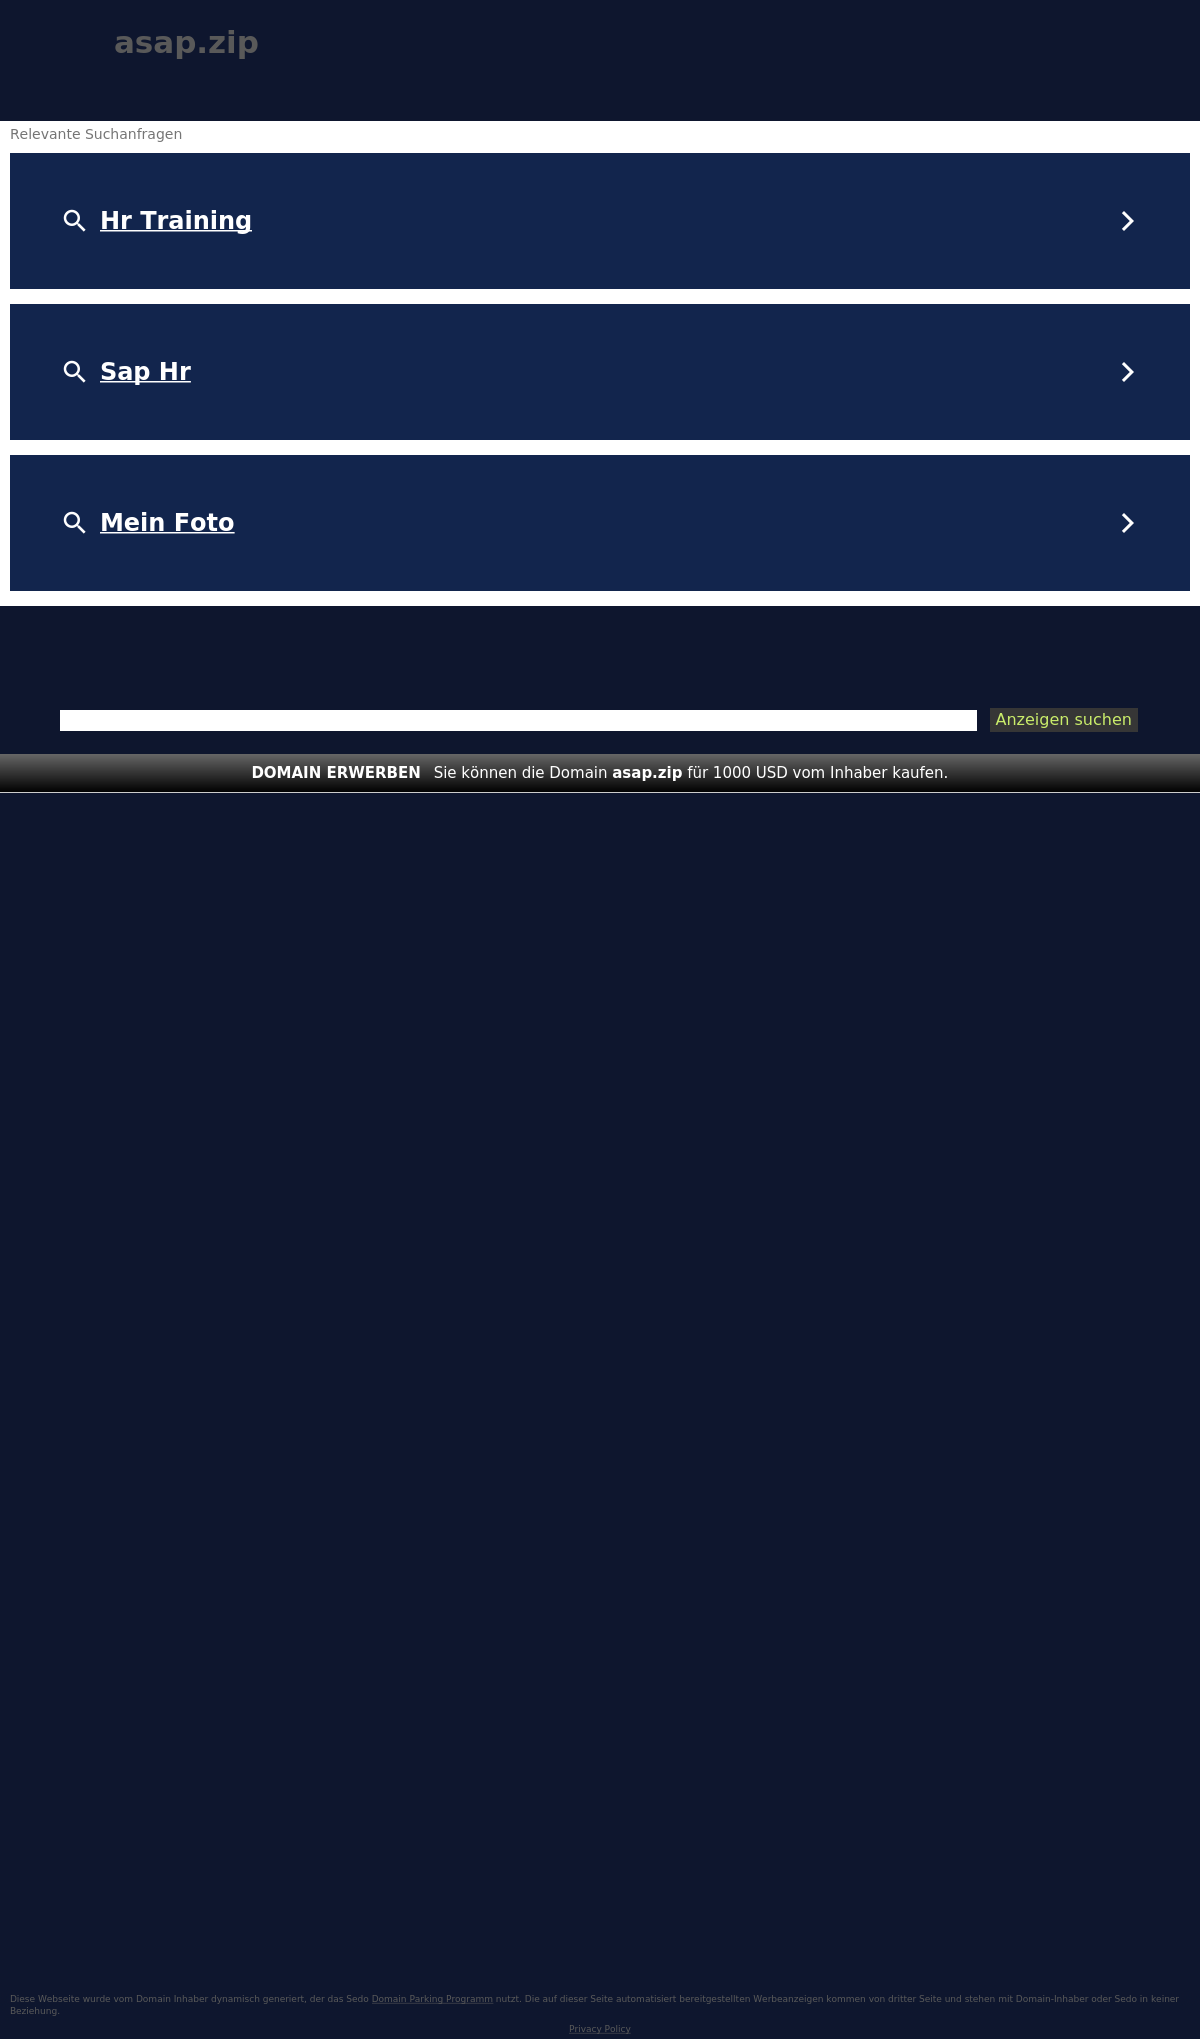 asap.zip
Relevante Suchanfragen
Hr Training
Sap Hr
Mein Foto
Anzeigen suchen
DOMAIN ERWERBEN Sie können die Domain asap.zip für 1000 USD vom Inhaber kaufen.
Diese Webseite wurde vom Domain Inhaber dynamisch generiert, der das Sedo Domain Parking Programm nutzt. Die auf dieser Seite automatisiert bereitgestellten Werbeanzeigen kommen von dritter Seite und stehen mit Domain-Inhaber oder Sedo in keiner
Beziehung.
Privacy Policy